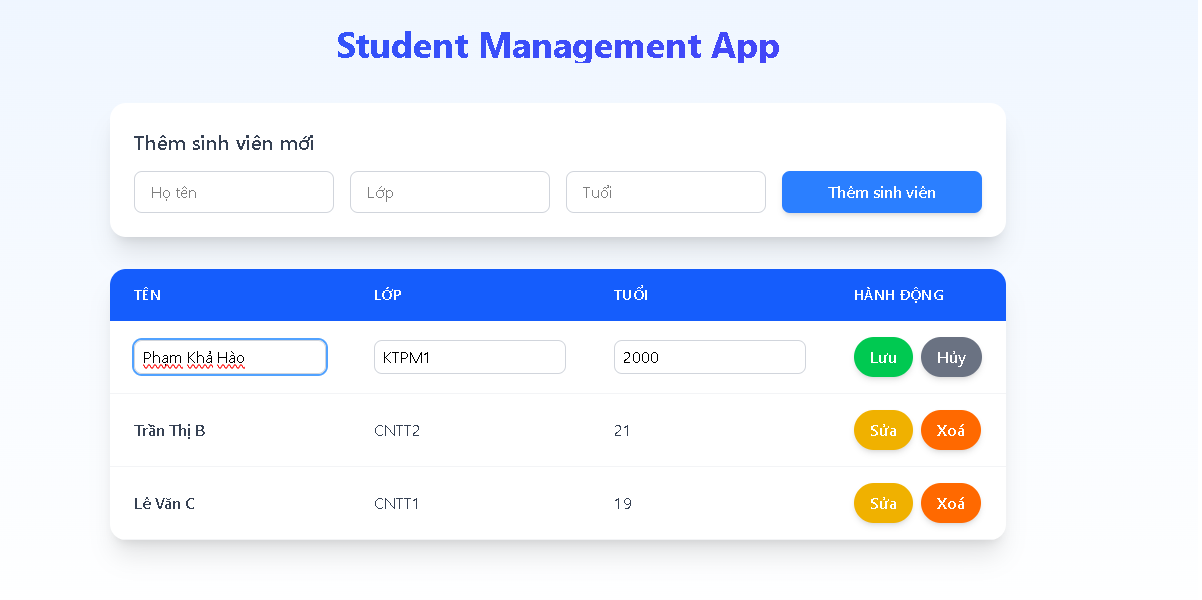 Student Management App
Thêm sinh viên mới
Họ tên
Lớp
Tuổi
Thêm sinh viên
TÊN LỚP TUỔI HÀNH ĐỘNG
Phạm Khả Hào KTPM1 2000 Lưu Hủy
Trần Thị B CNTT2 21 Sửa Xoá
Lê Văn C CNTT1 19 Sửa Xoá